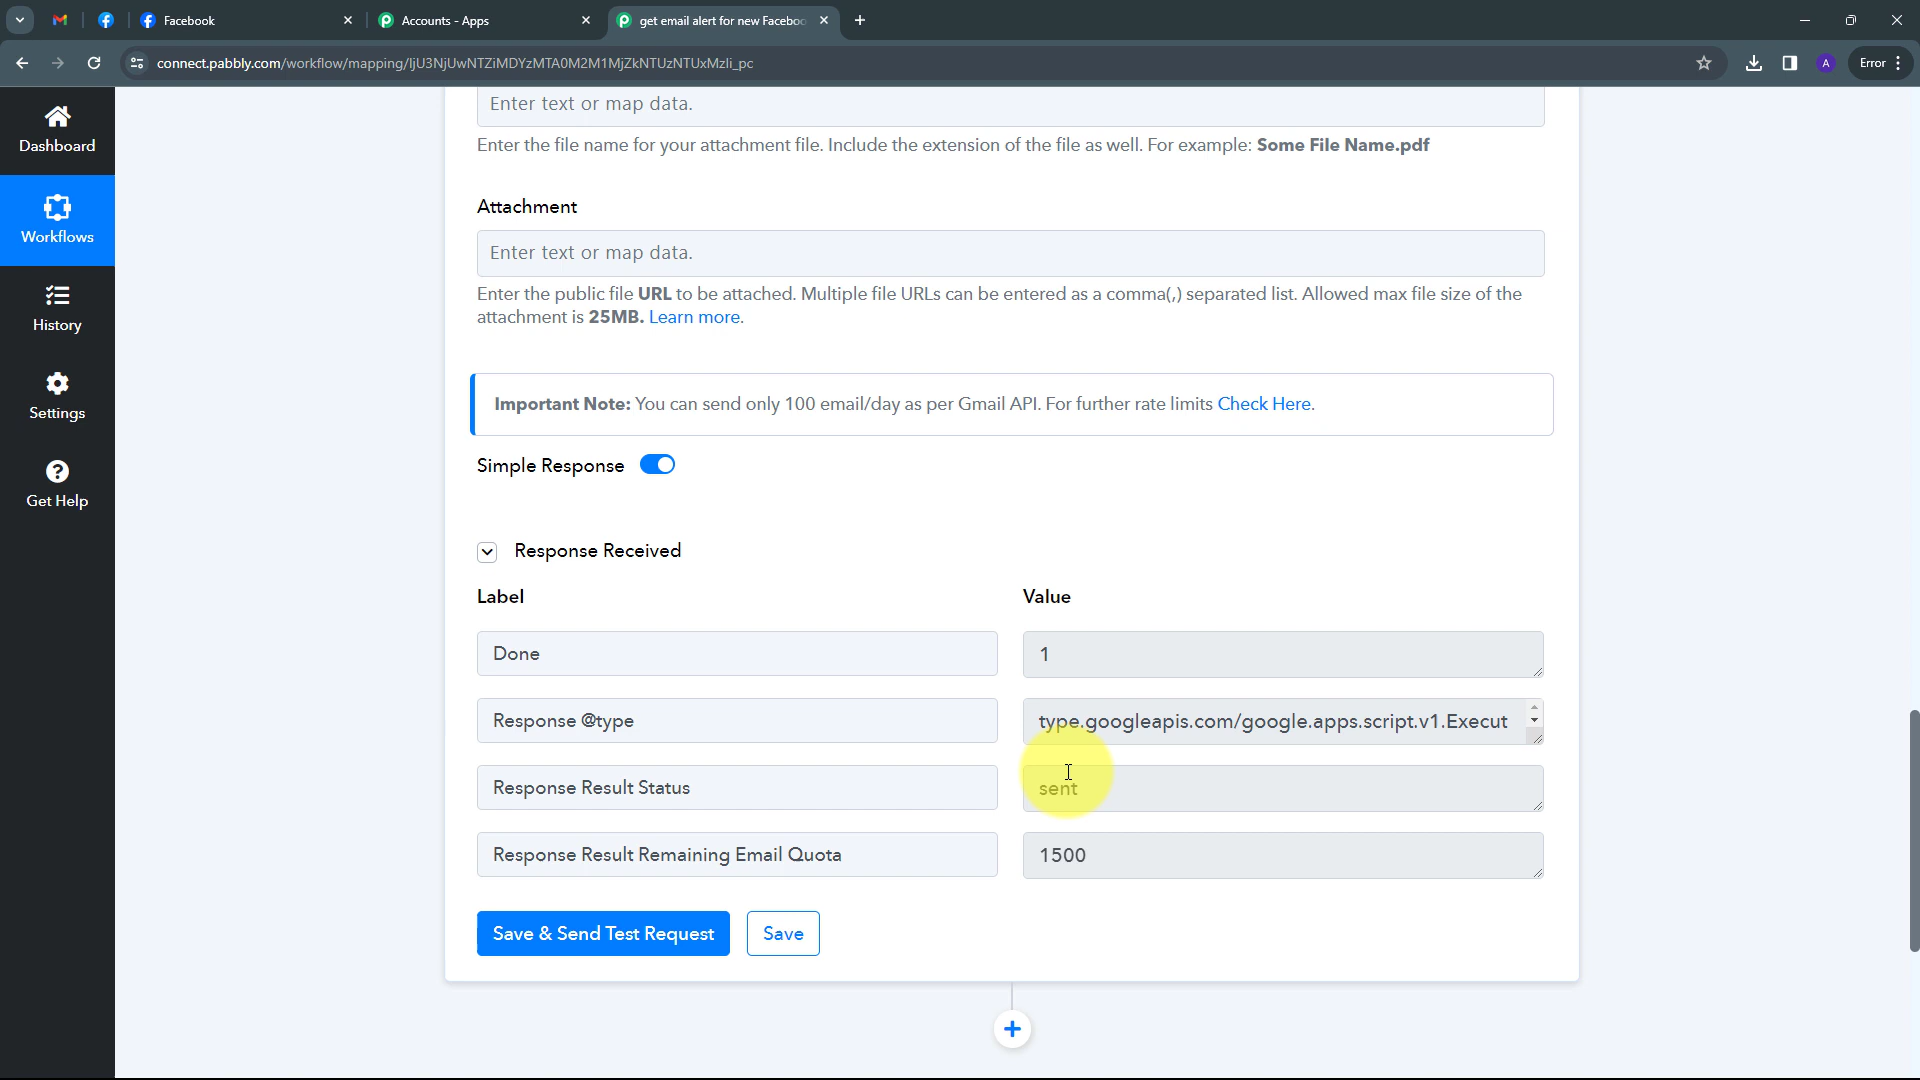 Facebook
Accounts - Apps
get email alert for new Faceboo
connect.pabbly.com/workflow/mapping/
Error
Dashboard
Workflows
History
Settings
Get Help
Enter text or map data.
Enter the file name for your attachment file. Include the extension of the file as well. For example: Some File Name.pdf
Attachment
Enter text or map data.
Enter the public file URL to be attached. Multiple file URLs can be entered as a comma(,) separated list. Allowed max file size of the
attachment is 25MB. Learn more.
Important Note: You can send only 100 email/day as per Gmail API. For further rate limits Check Here.
Simple Response
Response Received
Label
Value
Done
1
Response @type
type.googleapis.com/google.apps.script.v1.Execut
Response Result Status
sent
Response Result Remaining Email Quota
1500
Save & Send Test Request
Save